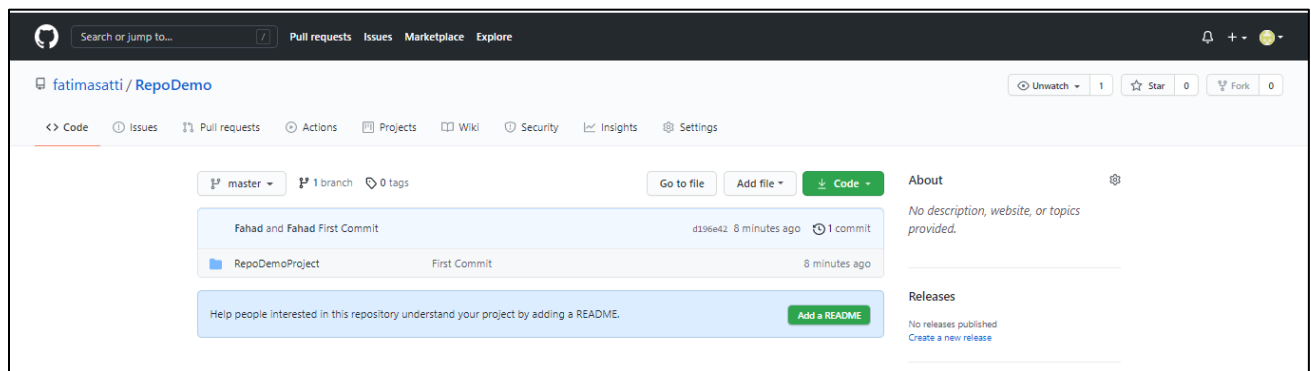 Search or jump to... / Pull requests Issues Marketplace Explore
fatimasatti / RepoDemo Unwatch 1 Star 0 Fork 0
<> Code Issues Pull requests Actions Projects Wiki Security Insights Settings
master 1 branch 0 tags Go to file Add file Code
Fahad and Fahad First Commit d196e42 8 minutes ago 1 commit
RepoDemoProject First Commit 8 minutes ago
Help people interested in this repository understand your project by adding a README. Add a README
About
No description, website, or topics
provided.
Releases
No releases published
Create a new release